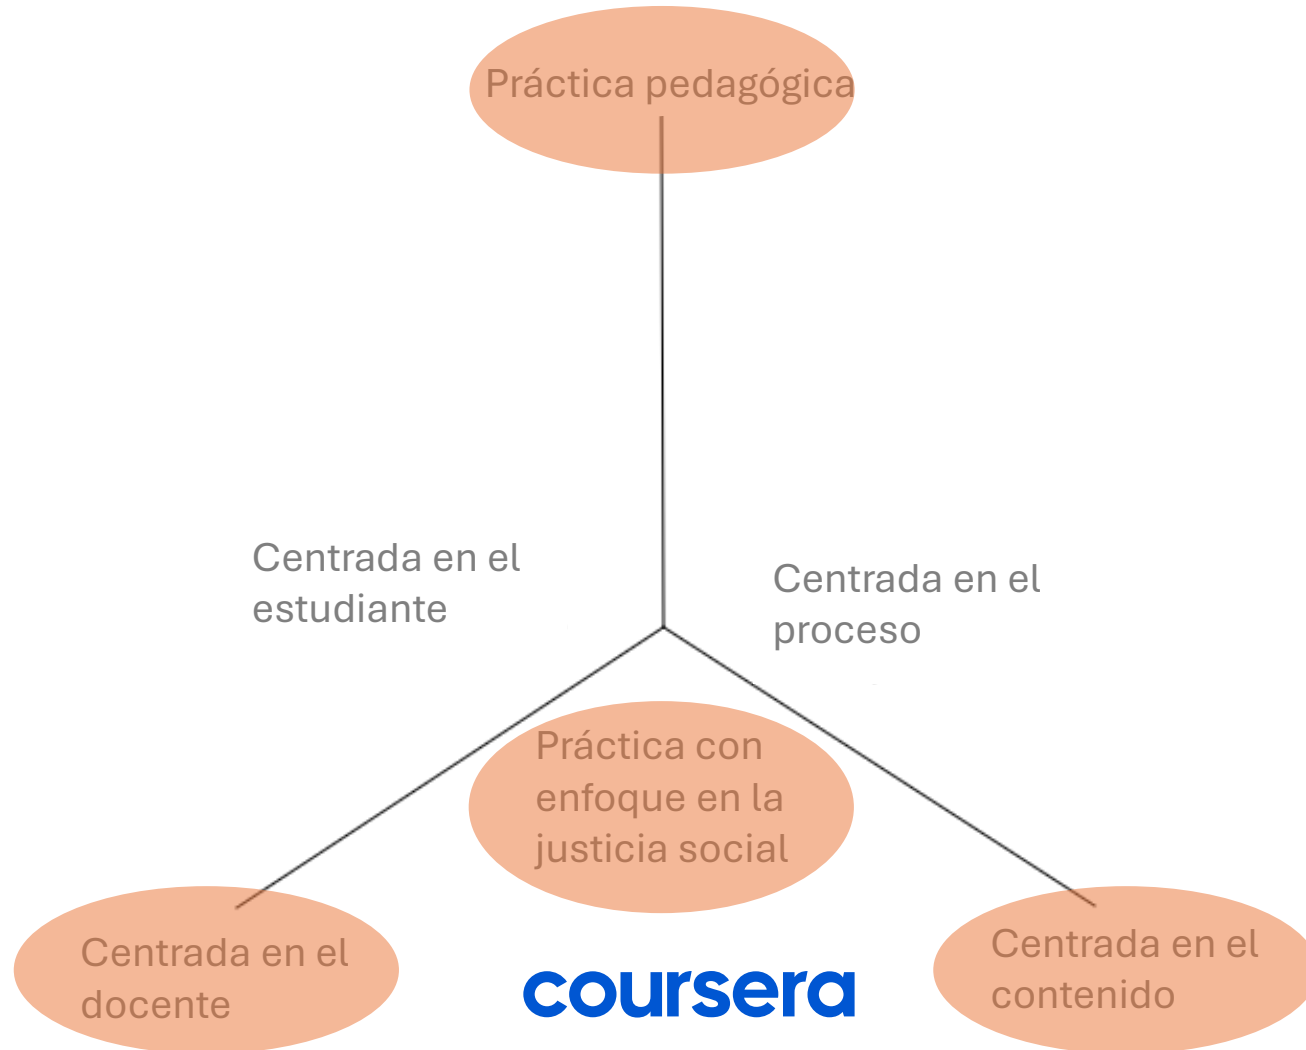 Práctica pedagógica
Centrada en el
estudiante
Centrada en el
proceso
Práctica con
enfoque en la
justicia social
Centrada en el
docente
coursera
Centrada en el
contenido